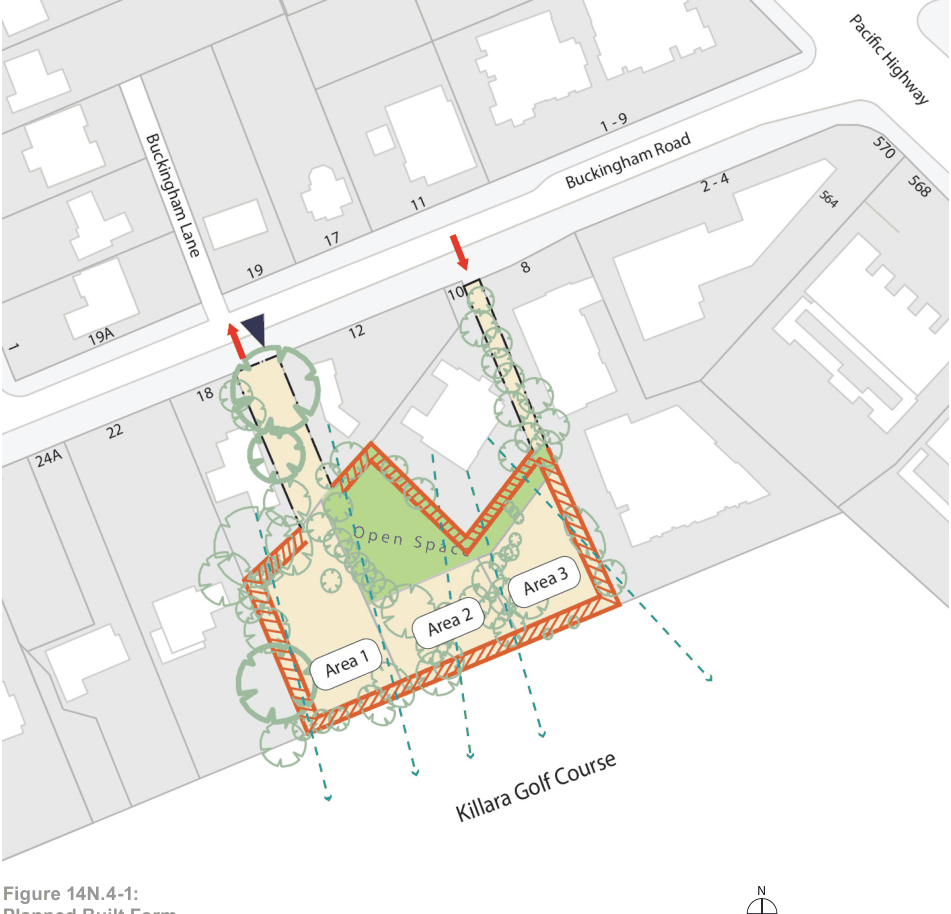 Pacific Highway
1 - 9
Buckingham Road
Buckingham Lane
570
568
2 - 4
564
11
17
19
8
10
19A
1
12
18
22
24A
Open Space
Area 3
Area 2
Area 1
Killara Golf Course
Figure 14N.4-1:
Planned Built Form
N